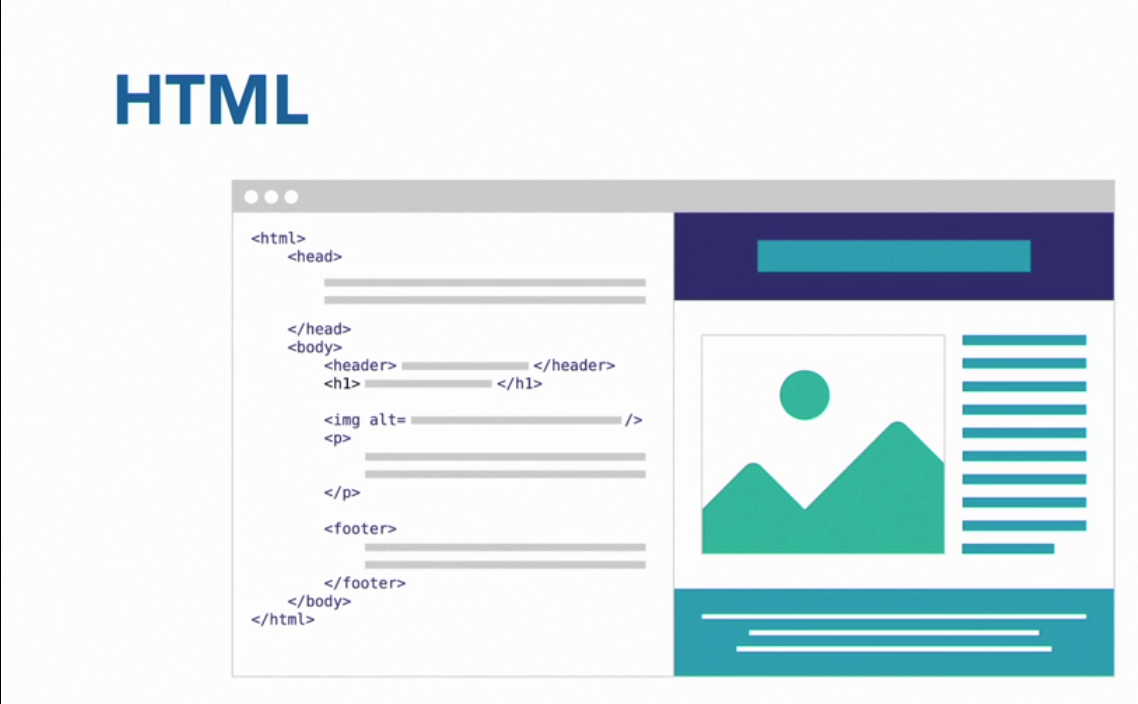 HTML
<html>
<head>
</head>
<body>
<header> </header>
<h1> </h1>
<img alt= />
<p>
</p>
<footer>
</footer>
</body>
</html>